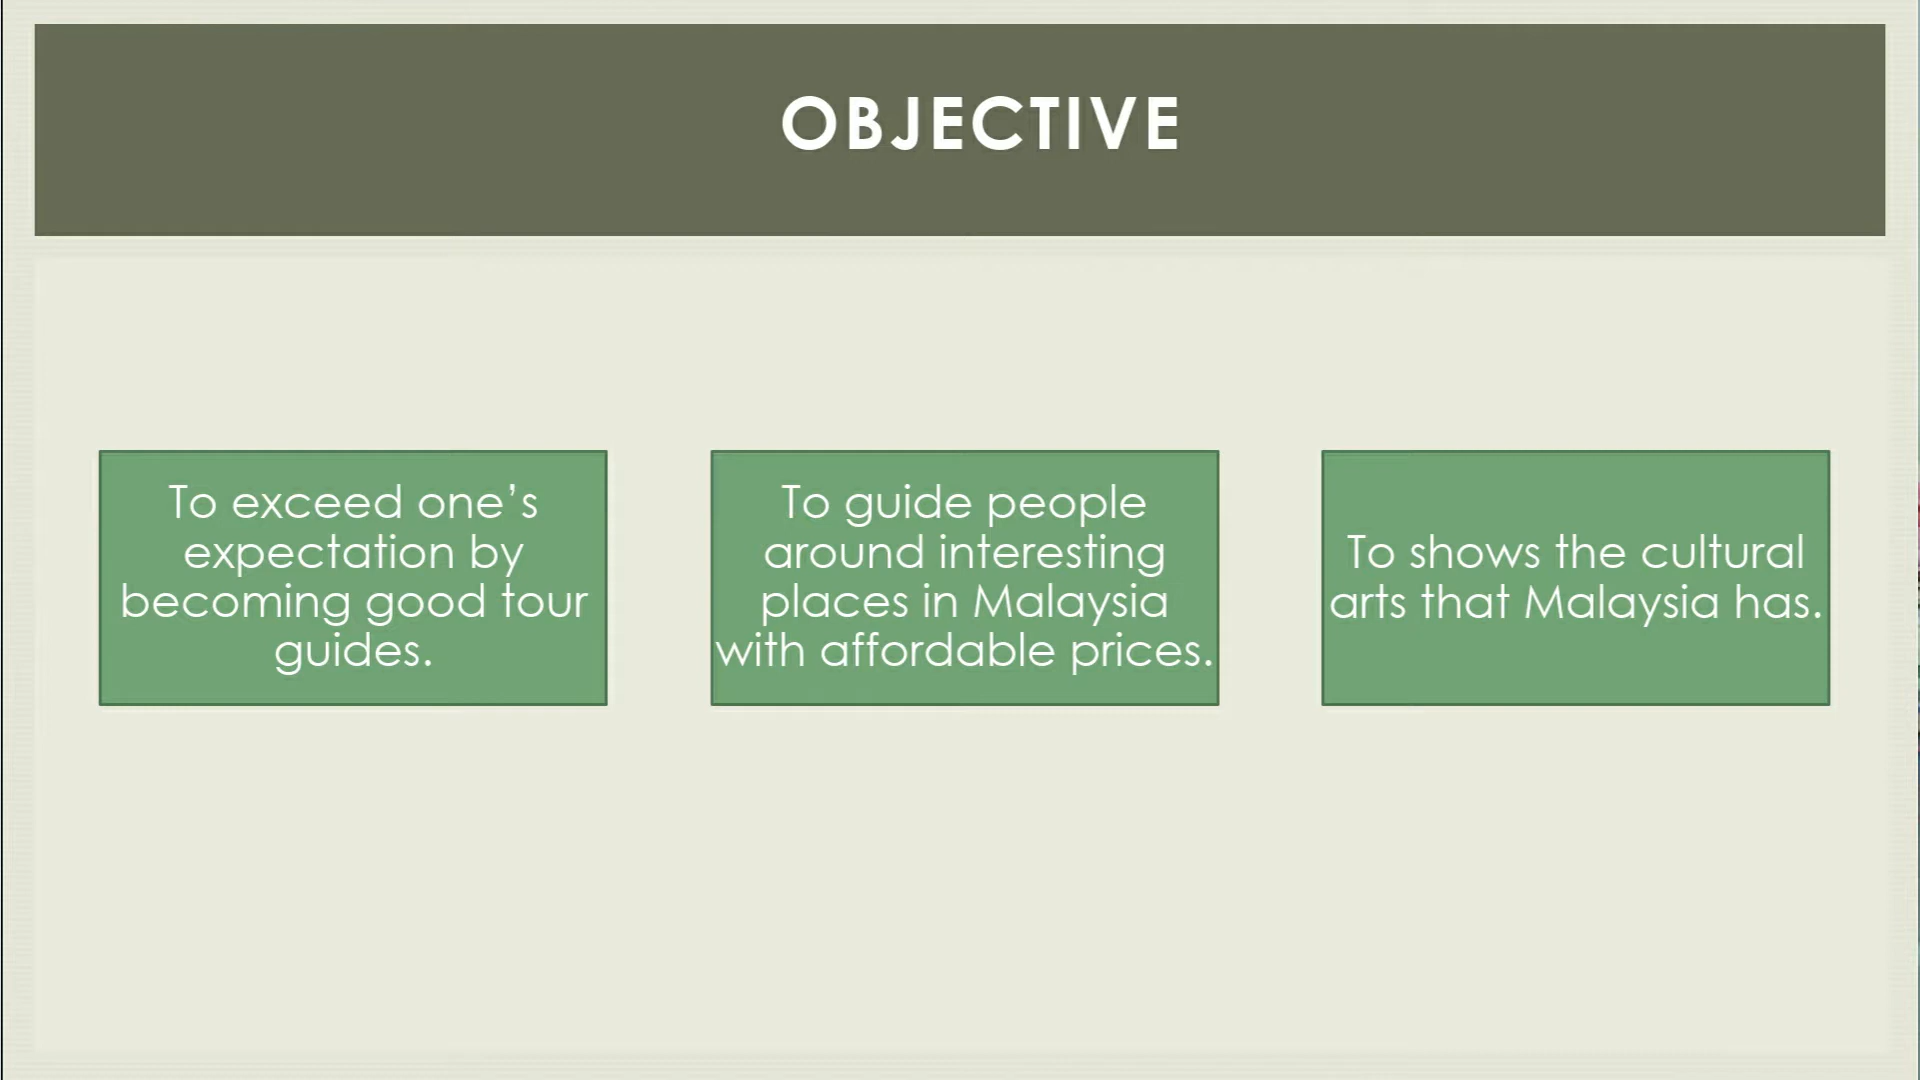 OBJECTIVE
To exceed one’s
expectation by
becoming good tour
guides.
To guide people
around interesting
places in Malaysia
with affordable prices.
To shows the cultural
arts that Malaysia has.